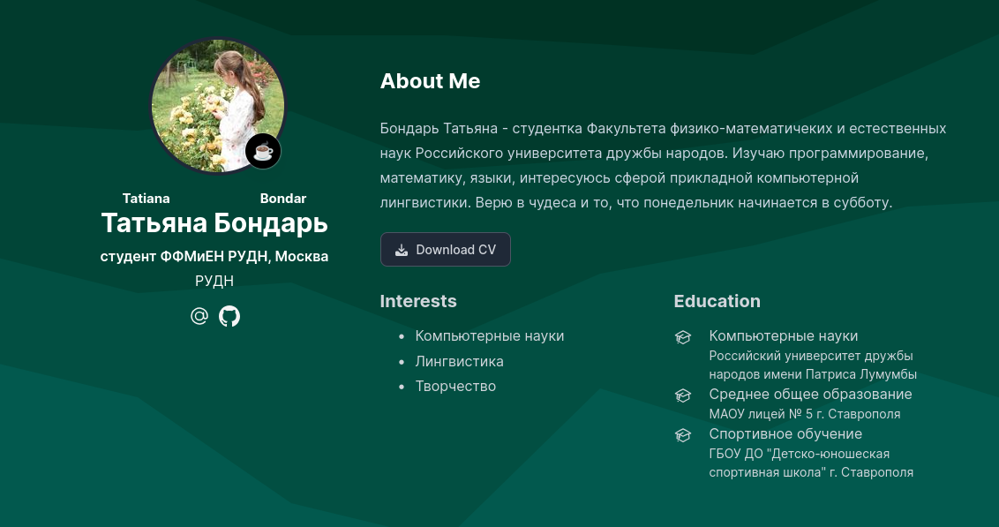 Tatiana Bondar
Татьяна Бондарь
студент ФФМиЕН РУДН, Москва
РУДН
About Me
Бондарь Татьяна - студентка Факультета физико-математичеких и естественных
наук Российского университета дружбы народов. Изучаю программирование,
математику, языки, интересуюсь сферой прикладной компьютерной
лингвистики. Верю в чудеса и то, что понедельник начинается в субботу.
Download CV
Interests
• Компьютерные науки
• Лингвистика
• Творчество
Education
Компьютерные науки
Российский университет дружбы
народов имени Патриса Лумумбы
Среднее общее образование
МАОУ лицей № 5 г. Ставрополя
Спортивное обучение
ГБОУ ДО "Детско-юношеская
спортивная школа" г. Ставрополя